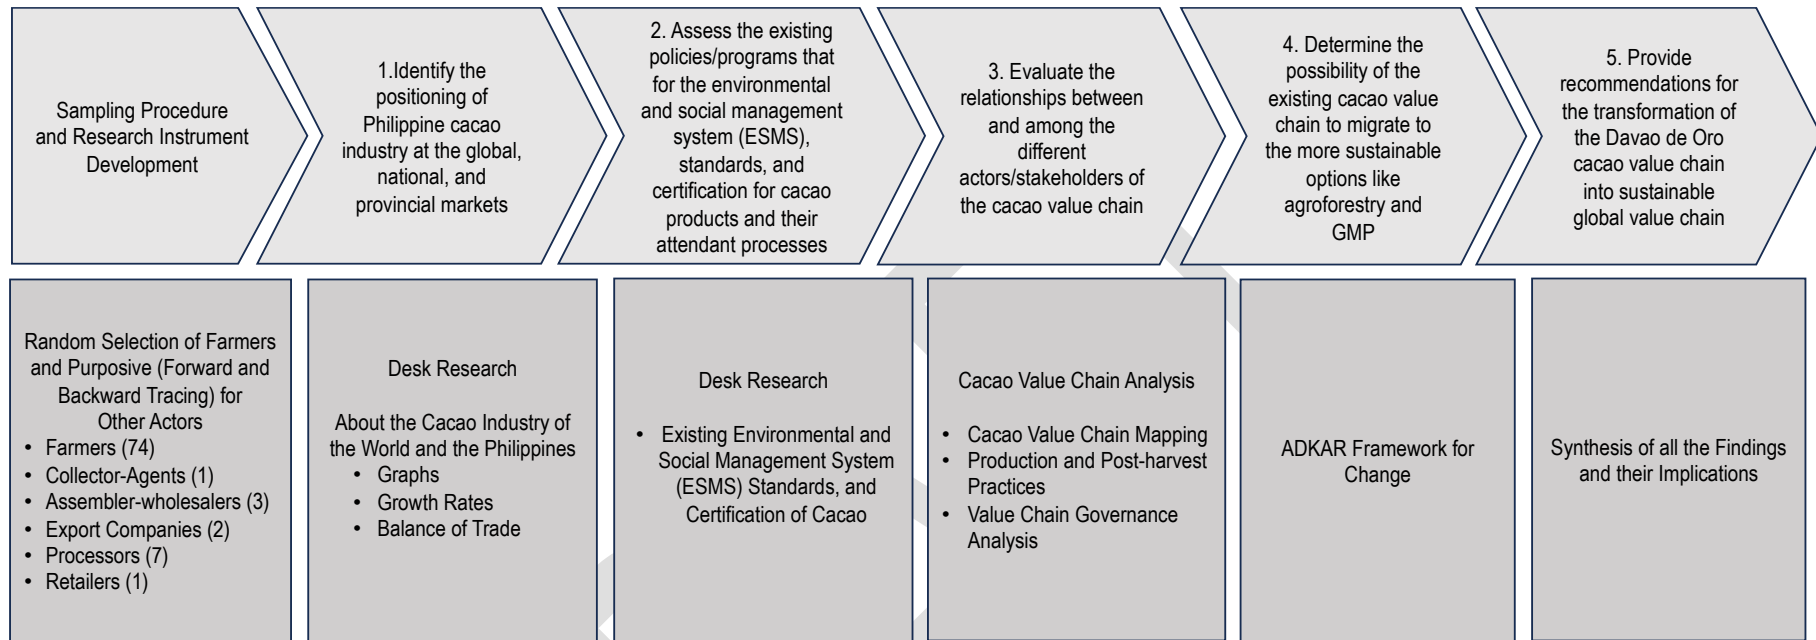 Sampling Procedure
and Research Instrument
Development
1.Identify the
positioning of
Philippine cacao
industry at the global,
national, and
provincial markets
2. Assess the existing
policies/programs that
for the environmental
and social management
system (ESMS),
standards, and
certification for cacao
products and their
attendant processes
3. Evaluate the
relationships between
and among the
different
actors/stakeholders of
the cacao value chain
4. Determine the
possibility of the
existing cacao value
chain to migrate to
the more sustainable
options like
agroforestry and
GMP
5. Provide
recommendations for
the transformation of
the Davao de Oro
cacao value chain
into sustainable
global value chain
Random Selection of Farmers
and Purposive (Forward and
Backward Tracing) for
Other Actors
• Farmers (74)
• Collector-Agents (1)
• Assembler-wholesalers (3)
• Export Companies (2)
• Processors (7)
• Retailers (1)
Desk Research
About the Cacao Industry of
the World and the Philippines
• Graphs
• Growth Rates
• Balance of Trade
Desk Research
• Existing Environmental and
Social Management System
(ESMS) Standards, and
Certification of Cacao
Cacao Value Chain Analysis
• Cacao Value Chain Mapping
• Production and Post-harvest
Practices
• Value Chain Governance
Analysis
ADKAR Framework for
Change
Synthesis of all the Findings
and their Implications